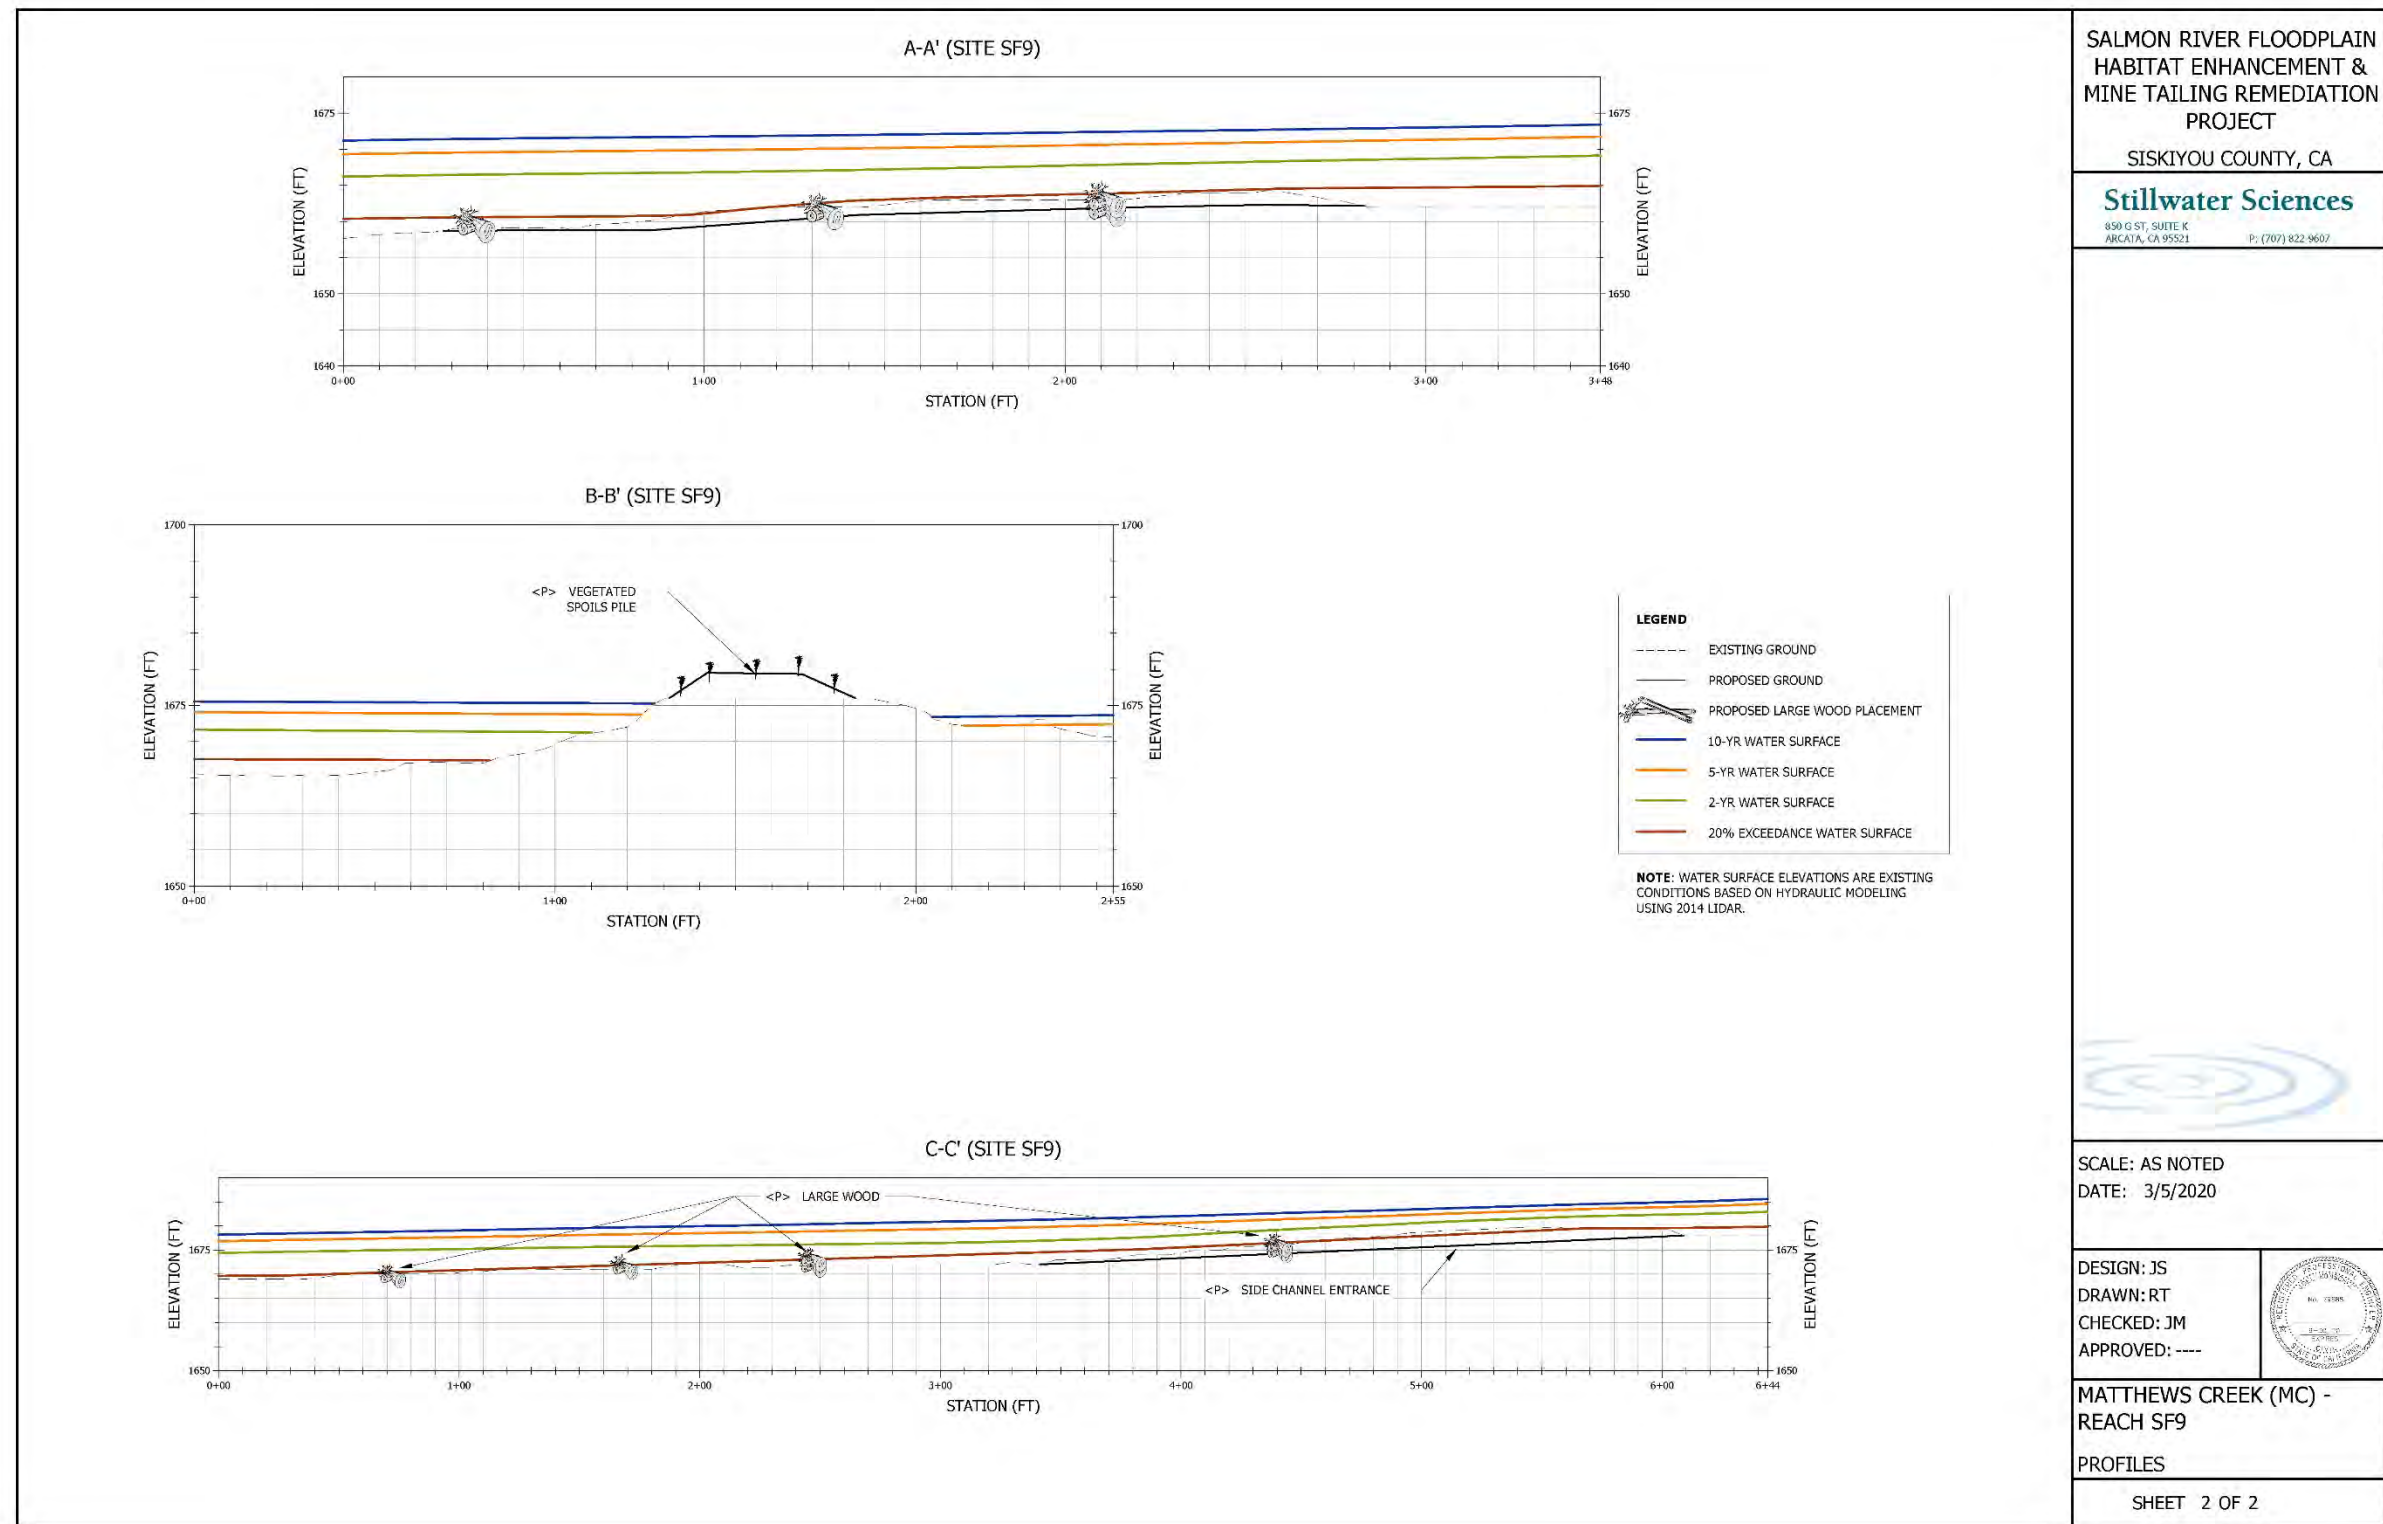 A-A' (SITE SF9)
1675
1675
ELEVATION (FT)
ELEVATION (FT)
1650
1650
1640
1640
0+00
1+00
2+00
3+00
3+48
STATION (FT)
B-B' (SITE SF9)
1700
1700
<P> VEGETATED
SPOILS PILE
ELEVATION (FT)
ELEVATION (FT)
1675
1675
1650
1650
0+00
1+00
2+00
2+55
STATION (FT)
LEGEND
EXISTING GROUND
PROPOSED GROUND
PROPOSED LARGE WOOD PLACEMENT
10-YR WATER SURFACE
5-YR WATER SURFACE
2-YR WATER SURFACE
20% EXCEEDANCE WATER SURFACE
NOTE: WATER SURFACE ELEVATIONS ARE EXISTING
CONDITIONS BASED ON HYDRAULIC MODELING
USING 2014 LIDAR.
C-C' (SITE SF9)
<P> LARGE WOOD
ELEVATION (FT)
ELEVATION (FT)
1675
1675
<P> SIDE CHANNEL ENTRANCE
1650
1650
0+00
1+00
2+00
3+00
4+00
5+00
6+00
6+44
STATION (FT)
SALMON RIVER FLOODPLAIN
HABITAT ENHANCEMENT &
MINE TAILING REMEDIATION
PROJECT
SISKIYOU COUNTY, CA
Stillwater Sciences
850 G ST, SUITE K
ARCATA, CA 95521 P: (707) 822-9607
SCALE: AS NOTED
DATE: 3/5/2020
DESIGN: JS
DRAWN: RT
CHECKED: JM
APPROVED: ----
REGISTERED PROFESSIONAL ENGINEER
CIVIL
STATE OF CALIFORNIA
MATTHEWS CREEK (MC) -
REACH SF9
PROFILES
SHEET 2 OF 2